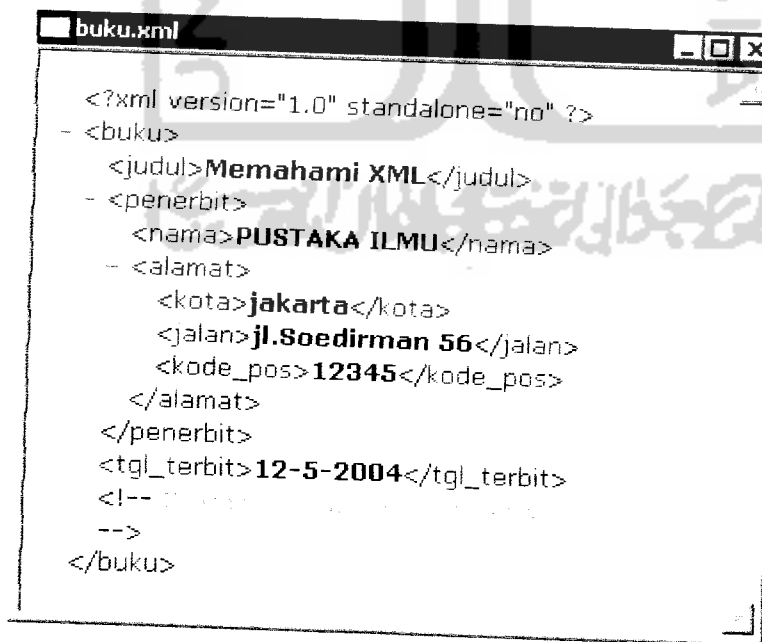 buku.xml
<?xml version="1.0" standalone="no" ?>
- <buku>
<judul>Memahami XML</judul>
- <penerbit>
<nama>PUSTAKA ILMU</nama>
- <alamat>
<kota>jakarta</kota>
<jalan>jl.Soedirman 56</jalan>
<kode_pos>12345</kode_pos>
</alamat>
</penerbit>
<tgl_terbit>12-5-2004</tgl_terbit>
<!--
-->
</buku>